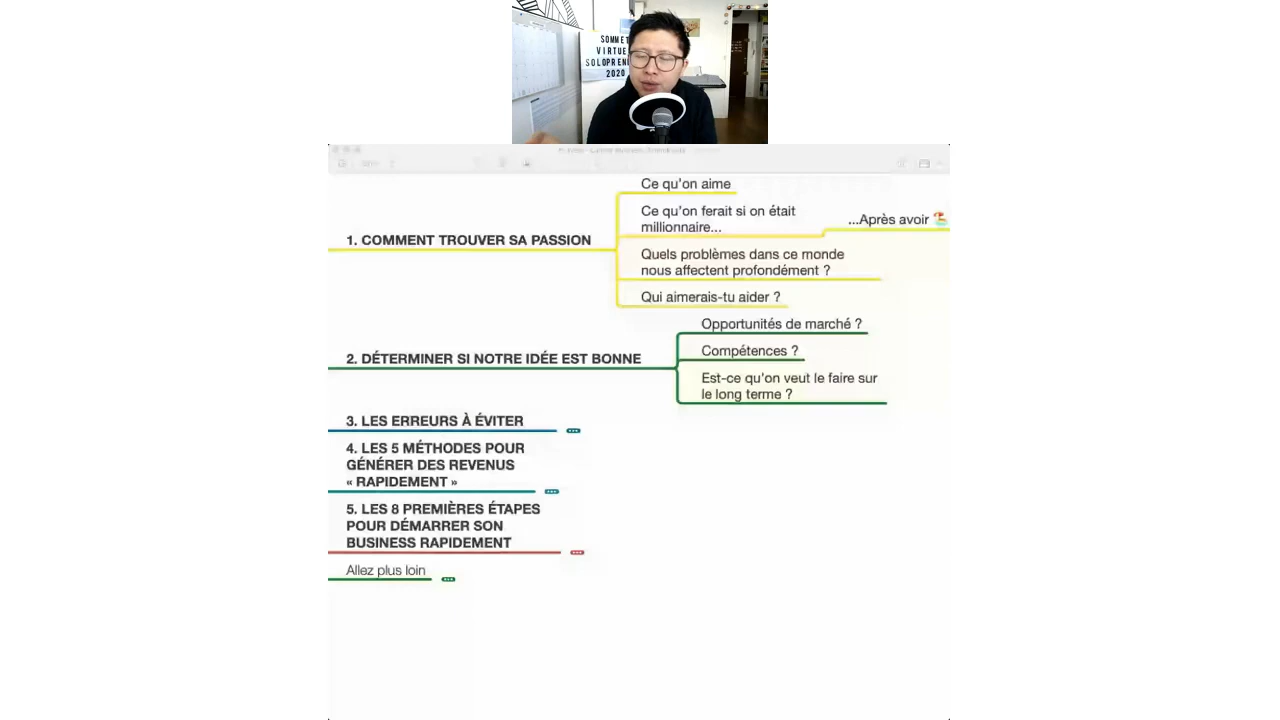 SOMMET
VIRTUEL
SOLOPRENEUR
2020
Ce qu'on aime
Ce qu'on ferait si on était
millionnaire...
...Après avoir
1. COMMENT TROUVER SA PASSION
Quels problèmes dans ce monde
nous affectent profondément ?
Qui aimerais-tu aider ?
Opportunités de marché ?
2. DÉTERMINER SI NOTRE IDÉE EST BONNE
Compétences ?
Est-ce qu'on veut le faire sur
le long terme ?
3. LES ERREURS À ÉVITER
4. LES 5 MÉTHODES POUR
GÉNÉRER DES REVENUS
« RAPIDEMENT »
5. LES 8 PREMIÈRES ÉTAPES
POUR DÉMARRER SON
BUSINESS RAPIDEMENT
Allez plus loin